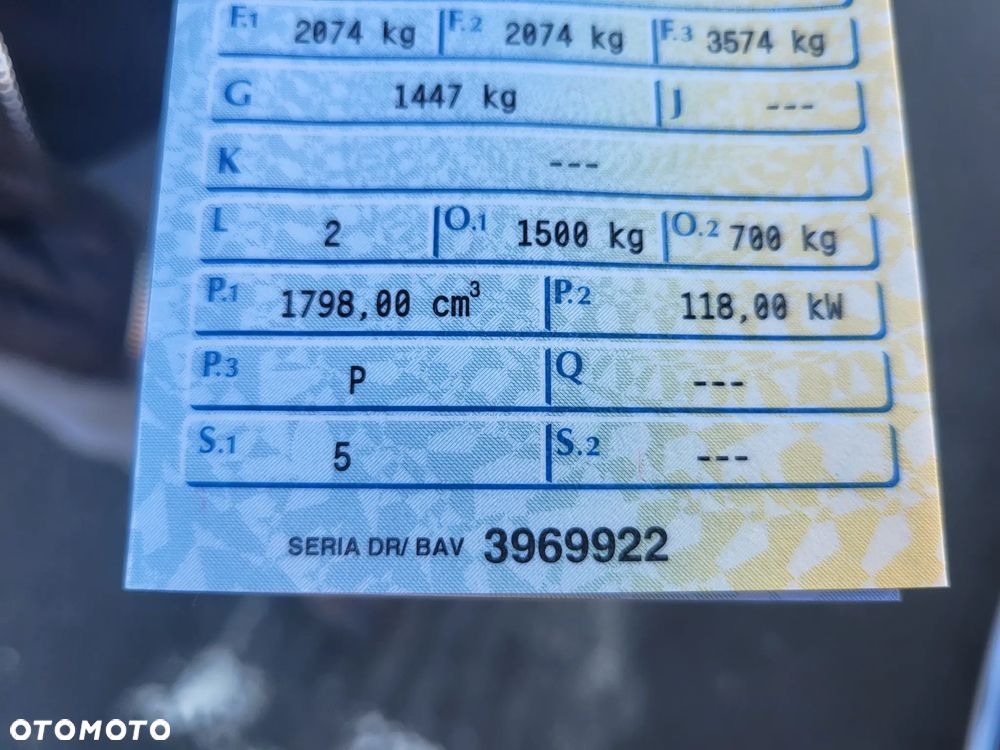 F.1 2074 kg F.2 2074 kg F.3 3574 kg
G 1447 kg J ---
K ---
L 2 O.1 1500 kg O.2 700 kg
P.1 1798,00 cm³ P.2 118,00 kW
P.3 P Q ---
S.1 5 S.2 ---
SERIA DR/ BAV 3969922
OTOMOTO